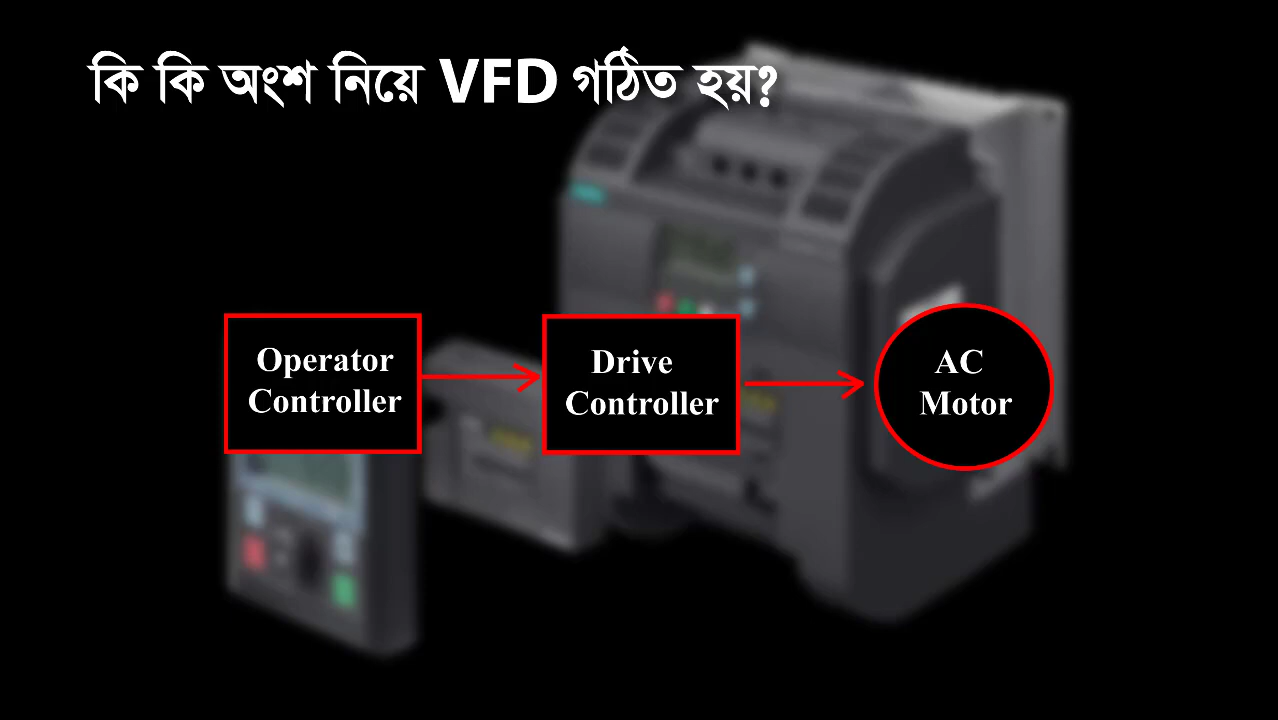 কি কি অংশ নিয়ে VFD গঠিত হয়?
Operator
Controller
Drive
Controller
AC
Motor